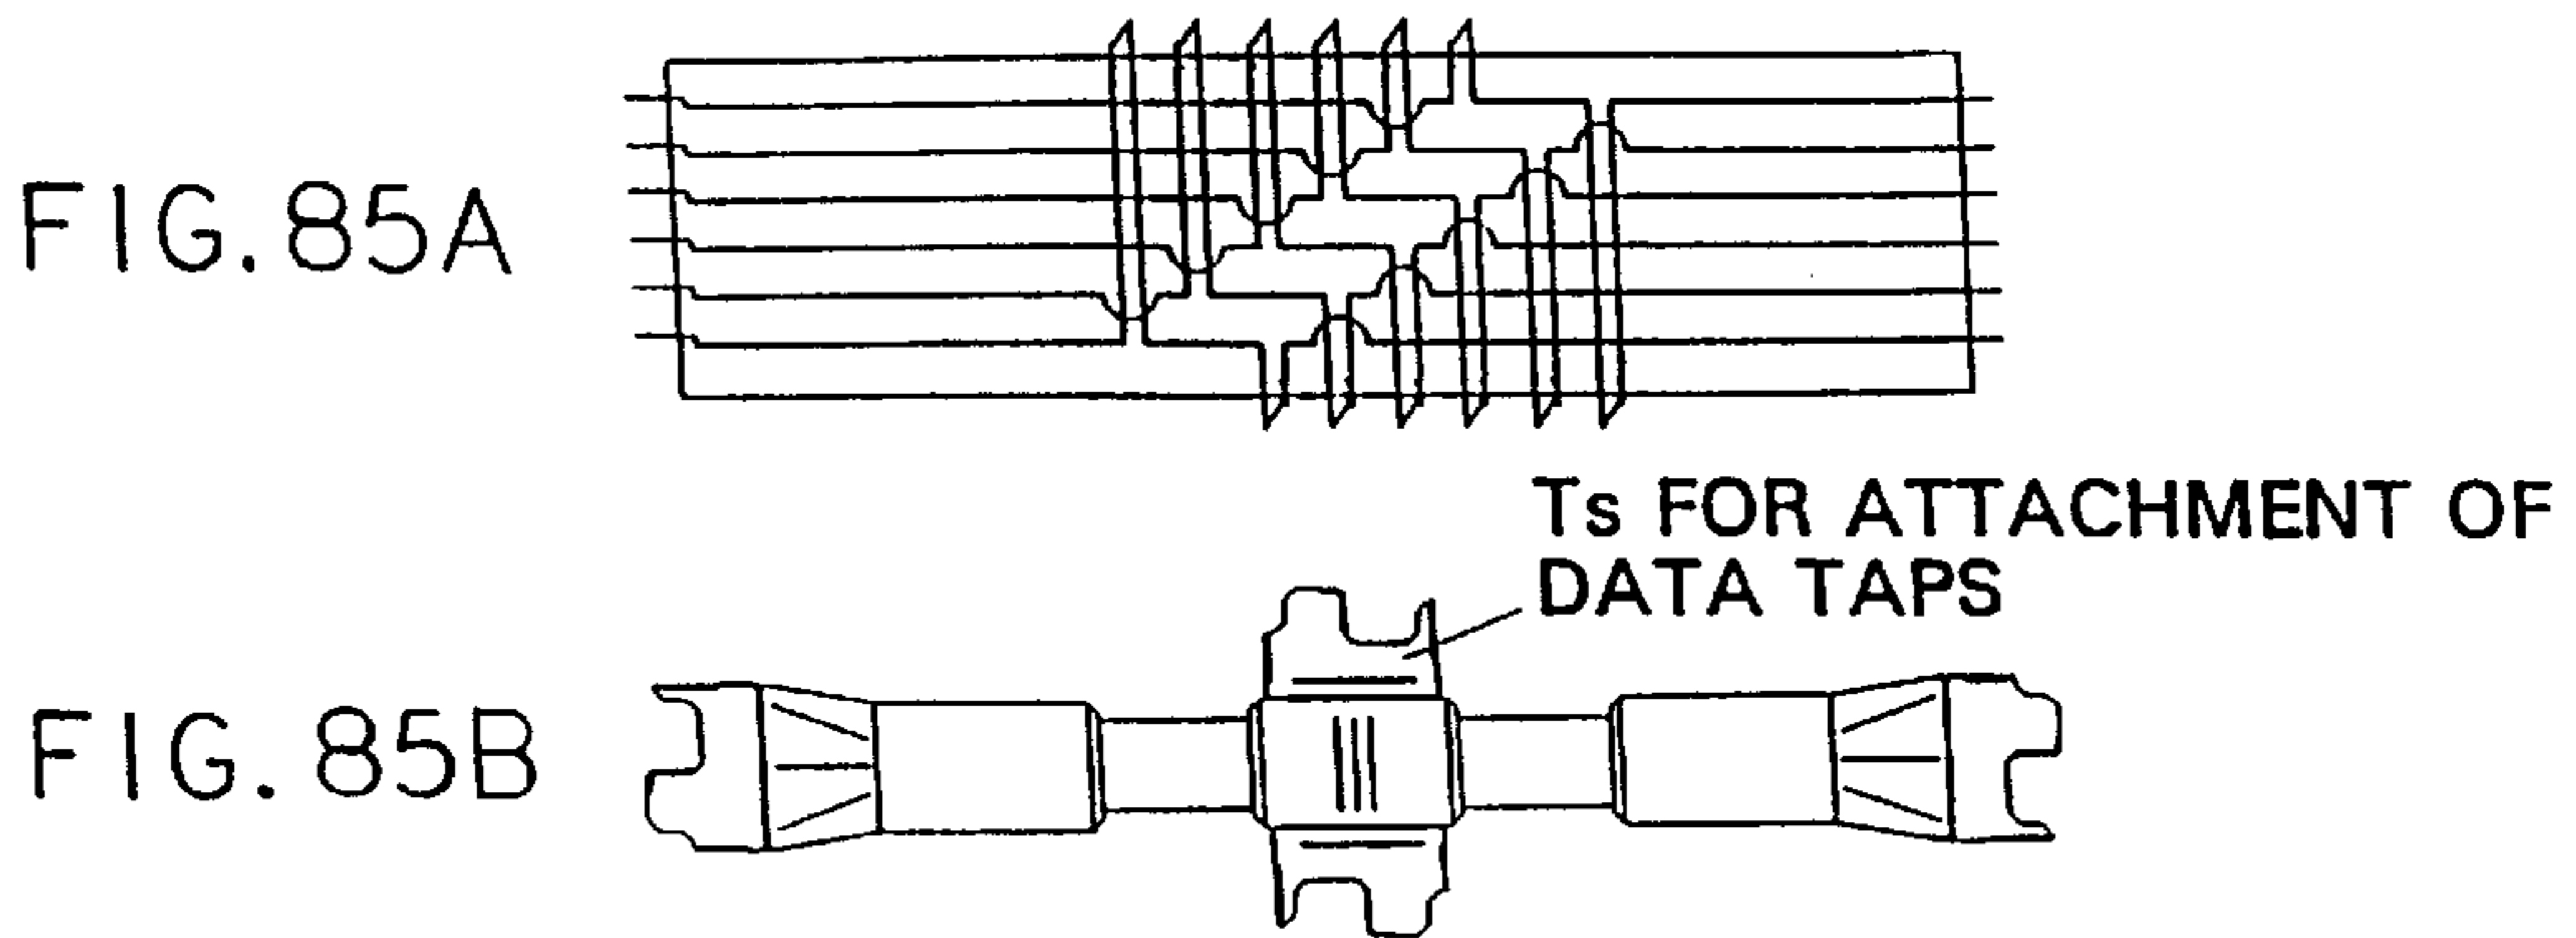 FIG. 85A
Ts FOR ATTACHMENT OF
DATA TAPS
FIG. 85B